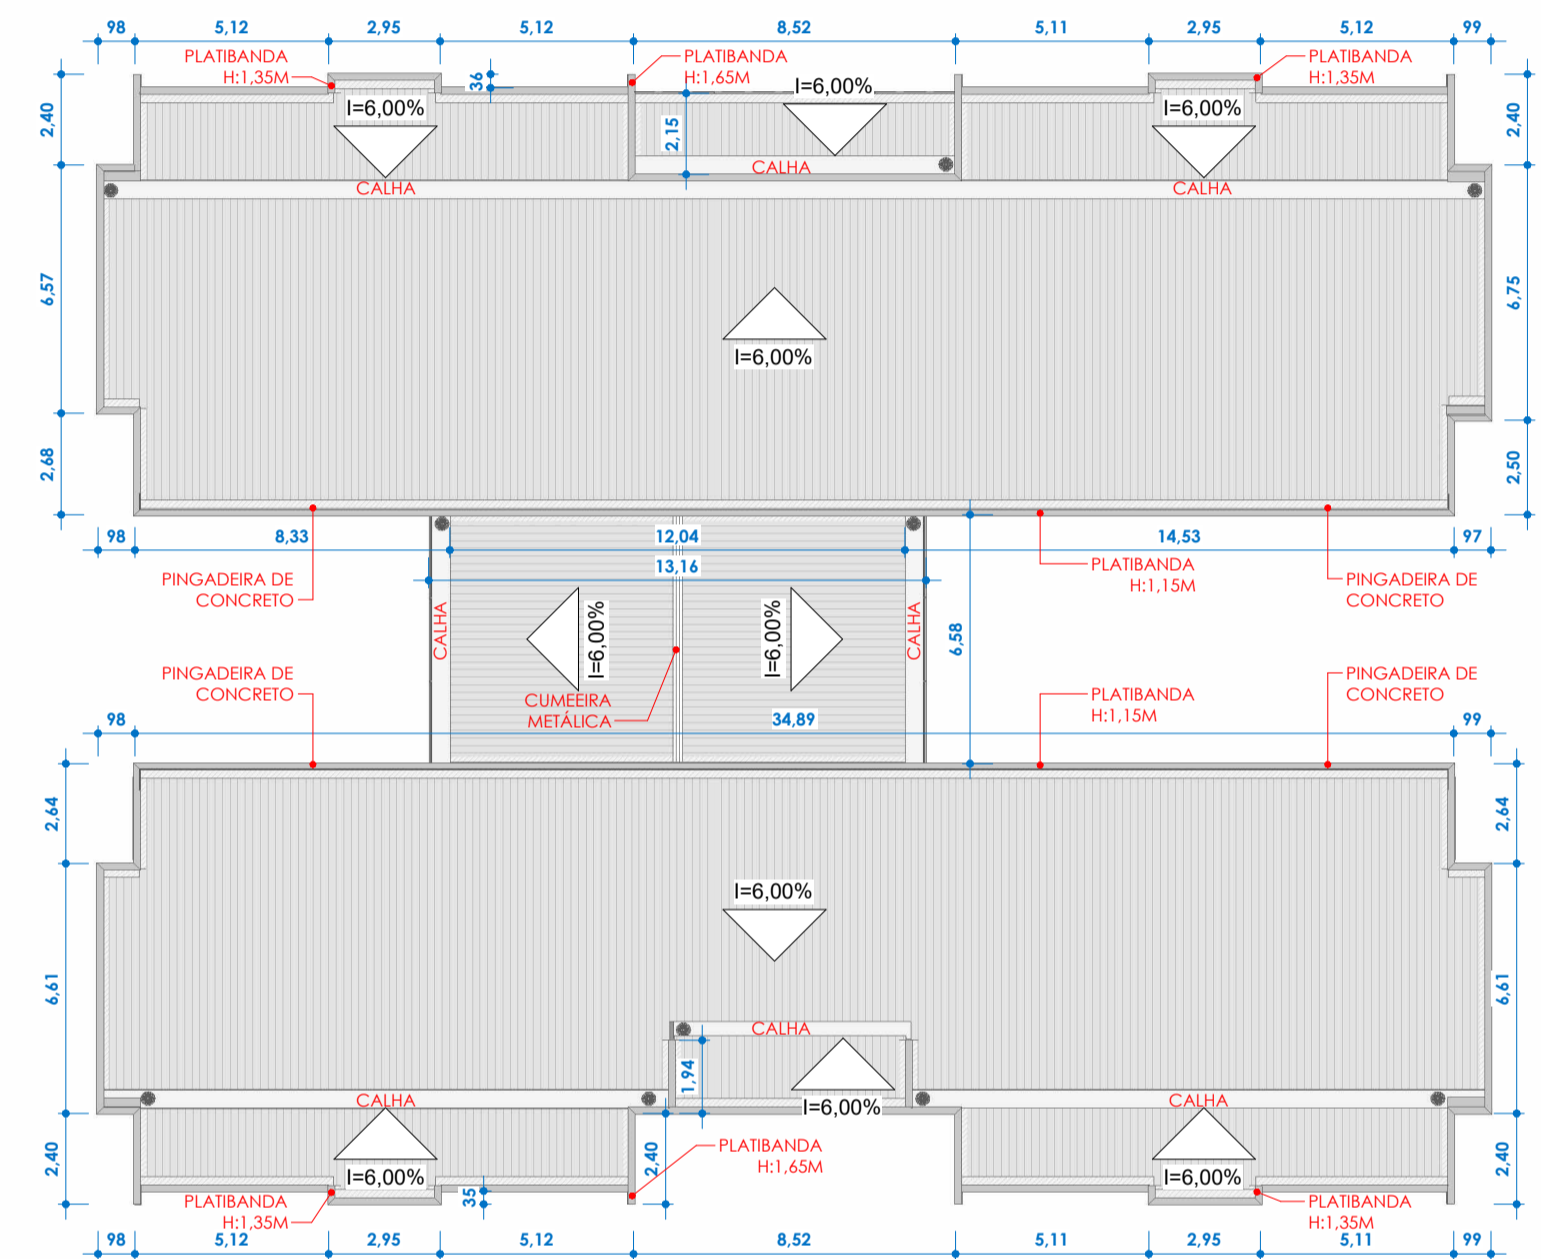 98 5,12 2,95 5,12 8,52 5,11 2,95 5,12 99
PLATIBANDA
H:1,35M
36
PLATIBANDA
H:1,65M
I=6,00%
PLATIBANDA
H:1,35M
2,40
I=6,00%
2,15
I=6,00%
2,40
CALHA
CALHA
CALHA
6,57
6,75
I=6,00%
2,68
2,50
98 8,33 12,04 14,53 97
13,16
PINGADEIRA DE
CONCRETO
PLATIBANDA
H:1,15M
PINGADEIRA DE
CONCRETO
CALHA
I=6,00%
I=6,00%
CALHA
6,58
PINGADEIRA DE
CONCRETO
CUMEEIRA
METÁLICA
PLATIBANDA
H:1,15M
PINGADEIRA DE
CONCRETO
98 34,89 99
2,64
2,64
I=6,00%
6,61
6,61
CALHA
1,94
CALHA
I=6,00%
CALHA
2,40
I=6,00%
35
PLATIBANDA
H:1,65M
2,40
I=6,00%
2,40
PLATIBANDA
H:1,35M
PLATIBANDA
H:1,35M
98 5,12 2,95 5,12 8,52 5,11 2,95 5,11 99